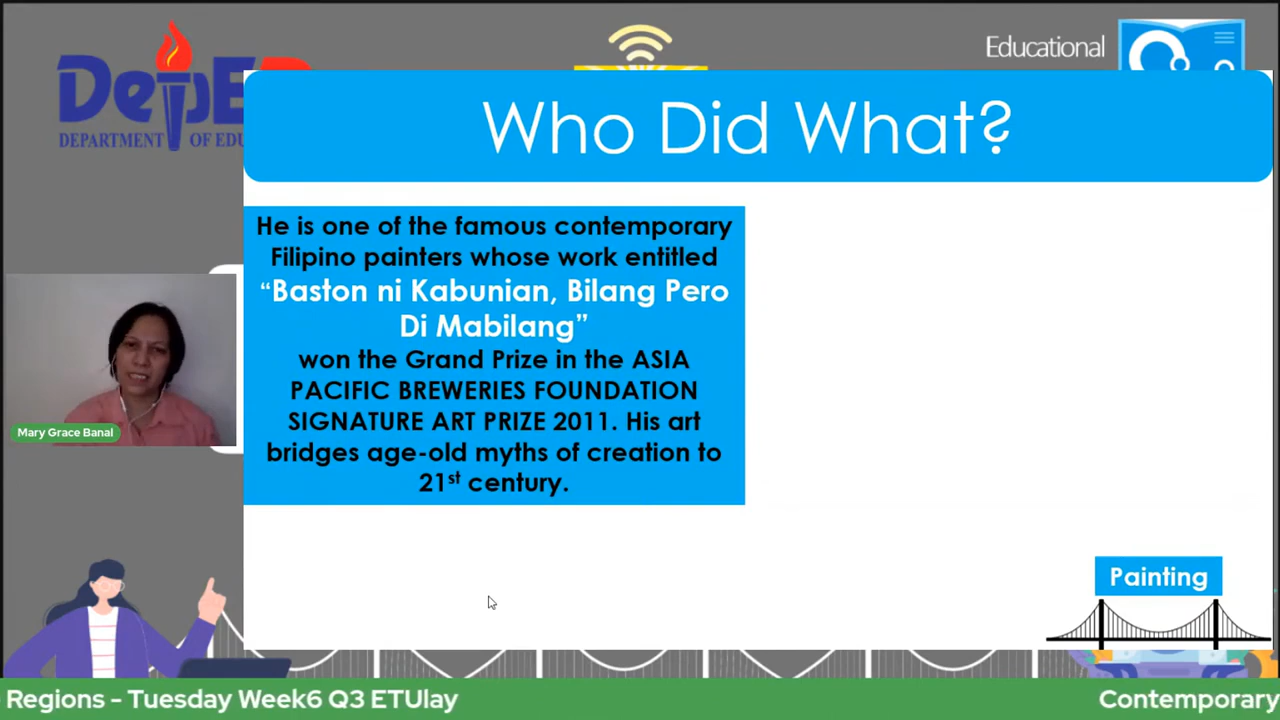 DepE
DEPARTMENT OF EDU
Educational
Who Did What?
He is one of the famous contemporary
Filipino painters whose work entitled
“Baston ni Kabunian, Bilang Pero
Di Mabilang”
won the Grand Prize in the ASIA
PACIFIC BREWERIES FOUNDATION
SIGNATURE ART PRIZE 2011. His art
bridges age-old myths of creation to
21st century.
Mary Grace Banal
Painting
Regions - Tuesday Week6 Q3 ETUlay
Contemporary